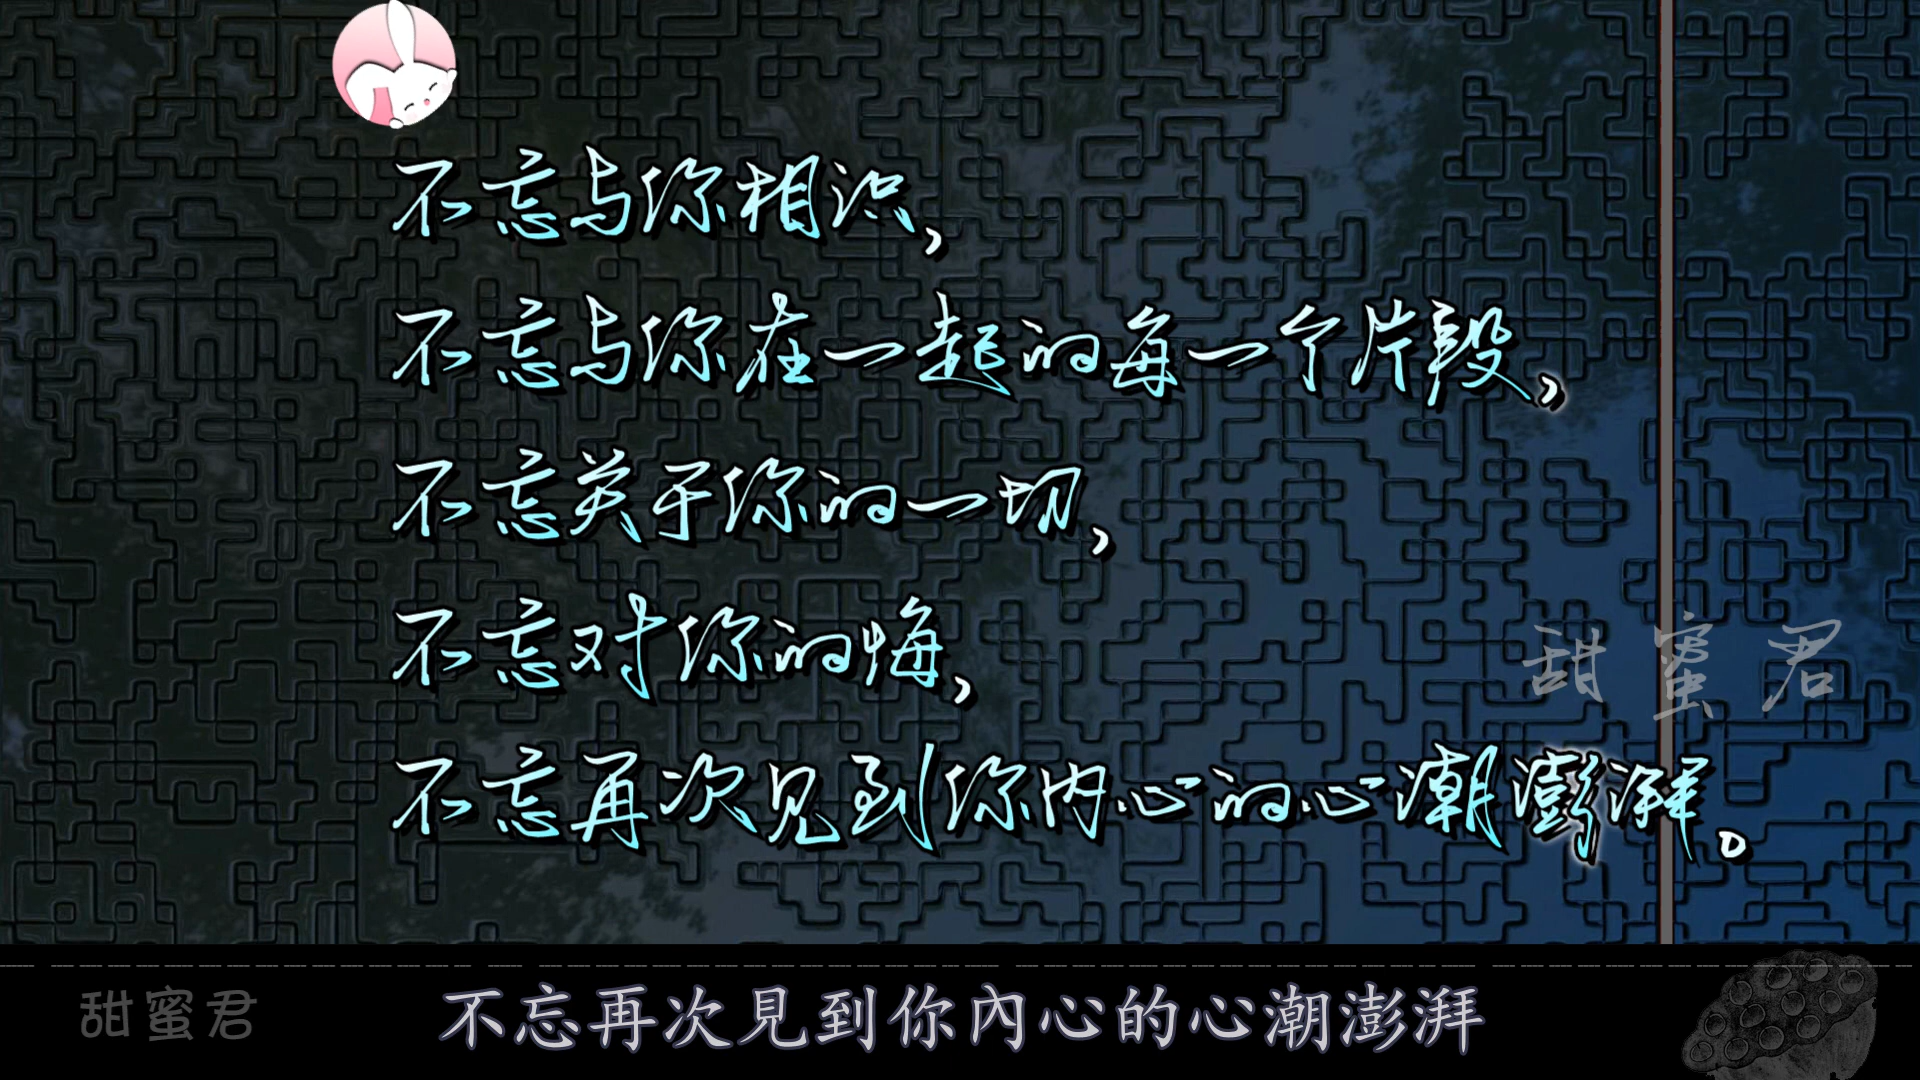 不忘与你相识，
不忘与你在一起的每一个片段，
不忘关于你的一切，
不忘对你的悔，
甜蜜君
不忘再次见到你内心的心潮澎湃。
甜蜜君
不忘再次見到你內心的心潮澎湃